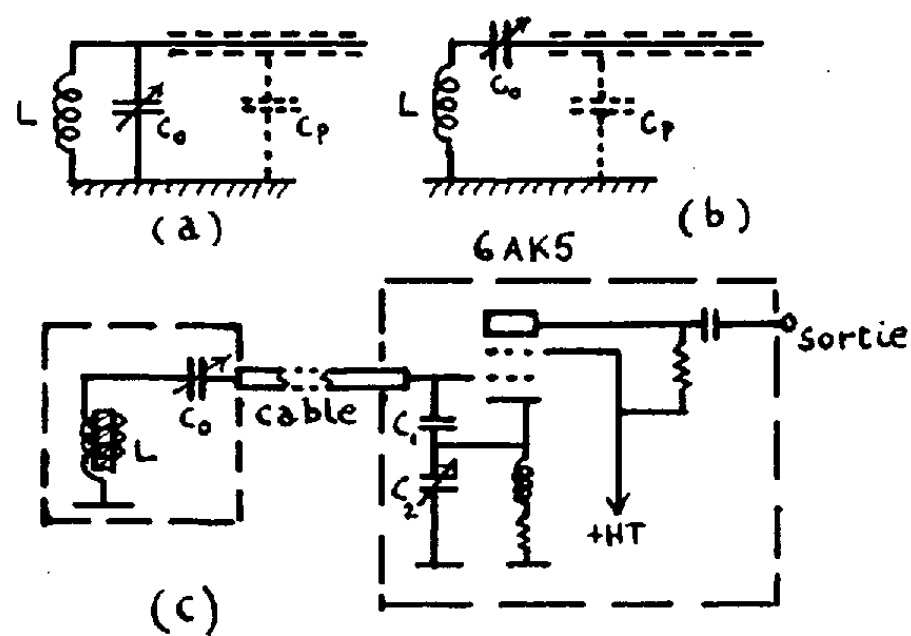 L
C₀
Cp
(a)
L
C₀
Cp
(b)
6AK5
sortie
C₀
cable
L
C₁
C₂
+HT
(c)